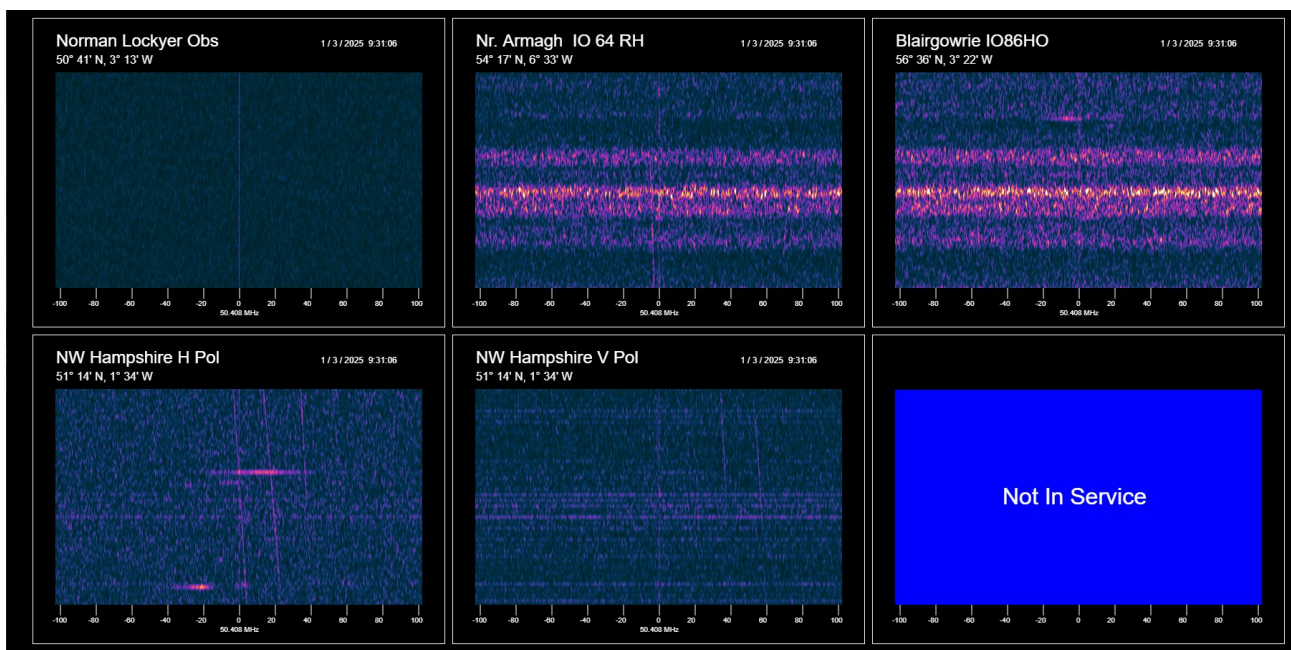 Norman Lockyer Obs 1 / 3 / 2025 9:31:06
50° 41' N, 3° 13' W
-100 -80 -60 -40 -20 0 20 40 60 80 100
50.408 MHz
Nr. Armagh IO 64 RH 1 / 3 / 2025 9:31:06
54° 17' N, 6° 33' W
-100 -80 -60 -40 -20 0 20 40 60 80 100
50.408 MHz
Blairgowrie IO86HO 1 / 3 / 2025 9:31:06
56° 36' N, 3° 22' W
-100 -80 -60 -40 -20 0 20 40 60 80 100
50.408 MHz
NW Hampshire H Pol 1 / 3 / 2025 9:31:06
51° 14' N, 1° 34' W
-100 -80 -60 -40 -20 0 20 40 60 80 100
50.408 MHz
NW Hampshire V Pol 1 / 3 / 2025 9:31:06
51° 14' N, 1° 34' W
-100 -80 -60 -40 -20 0 20 40 60 80 100
50.408 MHz
Not In Service
-100 -80 -60 -40 -20 0 20 40 60 80 100